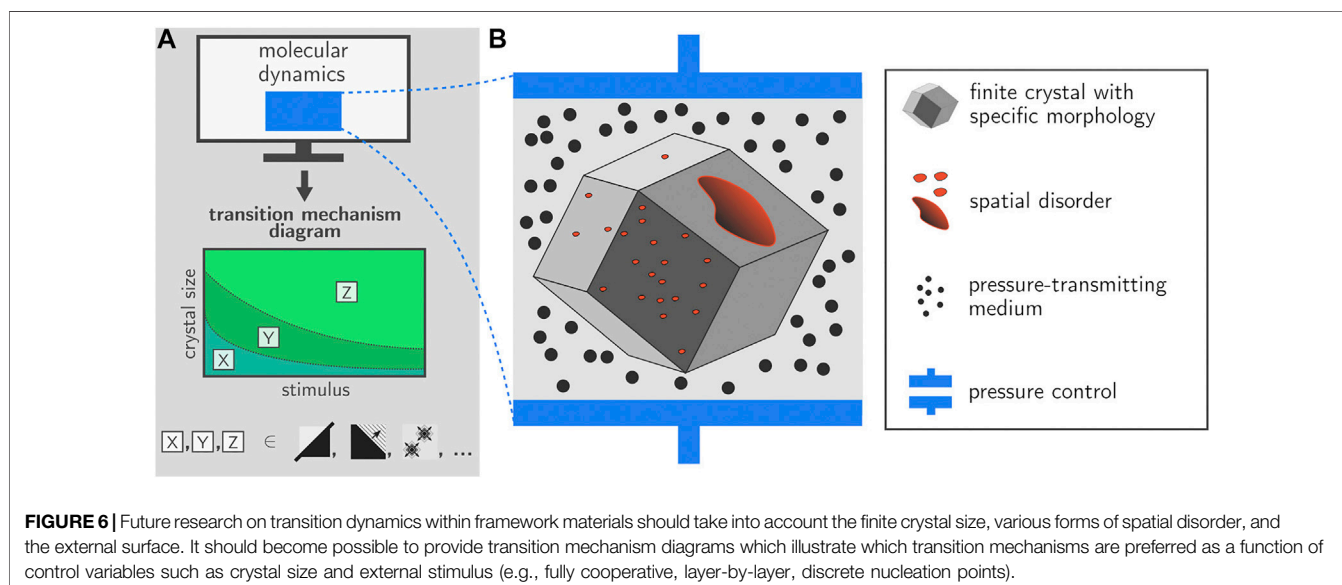 A
molecular
dynamics
transition mechanism
diagram
crystal size
Z
Y
X
stimulus
X, Y, Z ∈ , , , ...
B
finite crystal with
specific morphology
spatial disorder
pressure-transmitting
medium
pressure control
FIGURE 6 | Future research on transition dynamics within framework materials should take into account the finite crystal size, various forms of spatial disorder, and
the external surface. It should become possible to provide transition mechanism diagrams which illustrate which transition mechanisms are preferred as a function of
control variables such as crystal size and external stimulus (e.g., fully cooperative, layer-by-layer, discrete nucleation points).